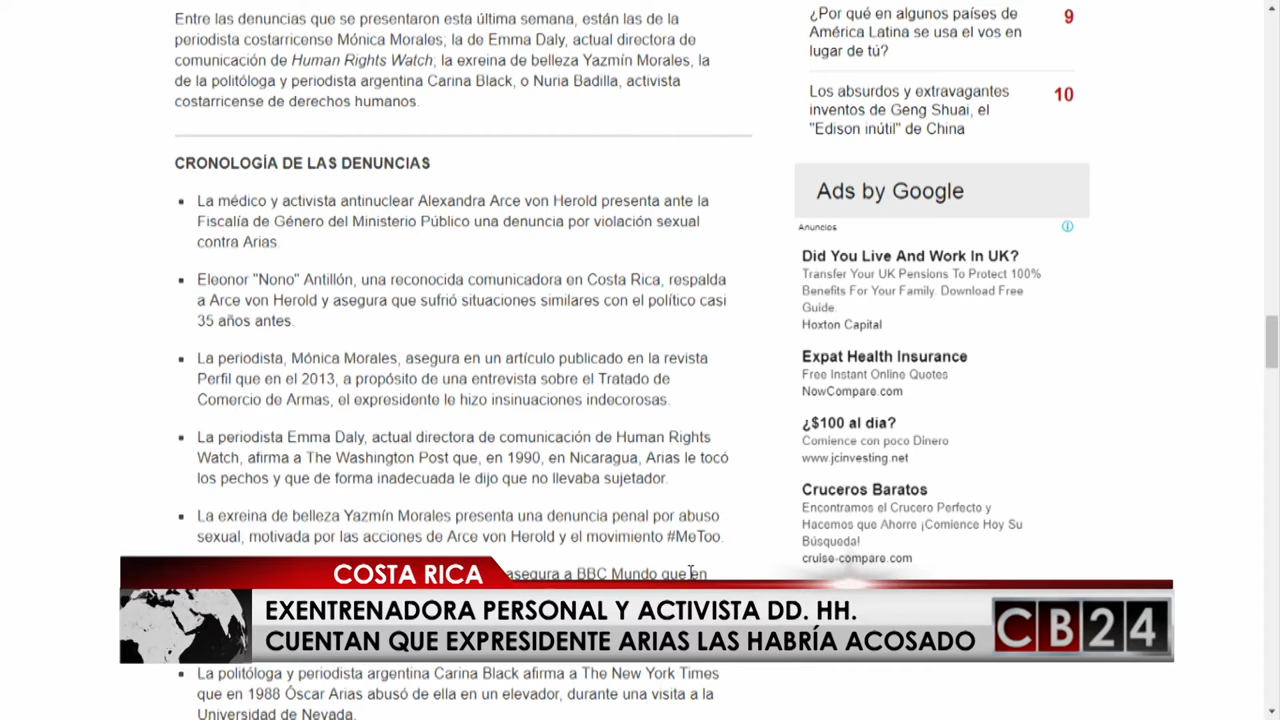 Entre las denuncias que se presentaron esta última semana, están las de la
periodista costarricense Mónica Morales; la de Emma Daly, actual directora de
comunicación de Human Rights Watch; la exreina de belleza Yazmín Morales, la
de la politóloga y periodista argentina Carina Black, o Nuria Badilla, activista
costarricense de derechos humanos.
CRONOLOGÍA DE LAS DENUNCIAS
La médico y activista antinuclear Alexandra Arce von Herold presenta ante la
Fiscalía de Género del Ministerio Público una denuncia por violación sexual
contra Arias.
Eleonor "Nono" Antillón, una reconocida comunicadora en Costa Rica, respalda
a Arce von Herold y asegura que sufrió situaciones similares con el político casi
35 años antes.
La periodista, Mónica Morales, asegura en un artículo publicado en la revista
Perfil que en el 2013, a propósito de una entrevista sobre el Tratado de
Comercio de Armas, el expresidente le hizo insinuaciones indecorosas.
La periodista Emma Daly, actual directora de comunicación de Human Rights
Watch, afirma a The Washington Post que, en 1990, en Nicaragua, Arias le tocó
los pechos y que de forma inadecuada le dijo que no llevaba sujetador.
La exreina de belleza Yazmín Morales presenta una denuncia penal por abuso
sexual, motivada por las acciones de Arce von Herold y el movimiento #MeToo.
asegura a BBC Mundo que en
La politóloga y periodista argentina Carina Black afirma a The New York Times
que en 1988 Óscar Arias abusó de ella en un elevador, durante una visita a la
Universidad de Nevada.
¿Por qué en algunos países de 9
América Latina se usa el vos en
lugar de tú?
Los absurdos y extravagantes 10
inventos de Geng Shuai, el
"Edison inútil" de China
Ads by Google
Anuncios
Did You Live And Work In UK?
Transfer Your UK Pensions To Protect 100%
Benefits For Your Family. Download Free
Guide.
Hoxton Capital
Expat Health Insurance
Free Instant Online Quotes
NowCompare.com
¿$100 al día?
Comience con poco Dinero
www.jcinvesting.net
Cruceros Baratos
Encontramos el Crucero Perfecto y
Hacemos que Ahorre ¡Comience Hoy Su
Búsqueda!
cruise-compare.com
COSTA RICA
EXENTRENADORA PERSONAL Y ACTIVISTA DD. HH.
CUENTAN QUE EXPRESIDENTE ARIAS LAS HABRÍA ACOSADO
CB24